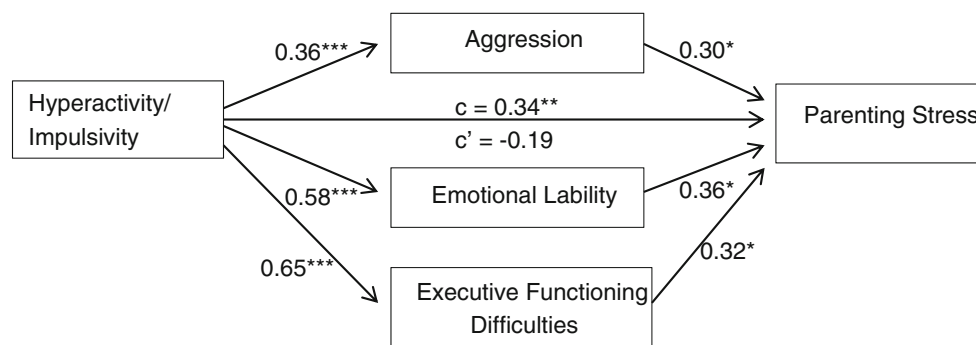 Aggression
0.36***
0.30*
Hyperactivity/
Impulsivity
c = 0.34**
c’ = -0.19
Parenting Stress
Emotional Lability
0.58***
0.36*
0.65***
0.32*
Executive Functioning
Difficulties